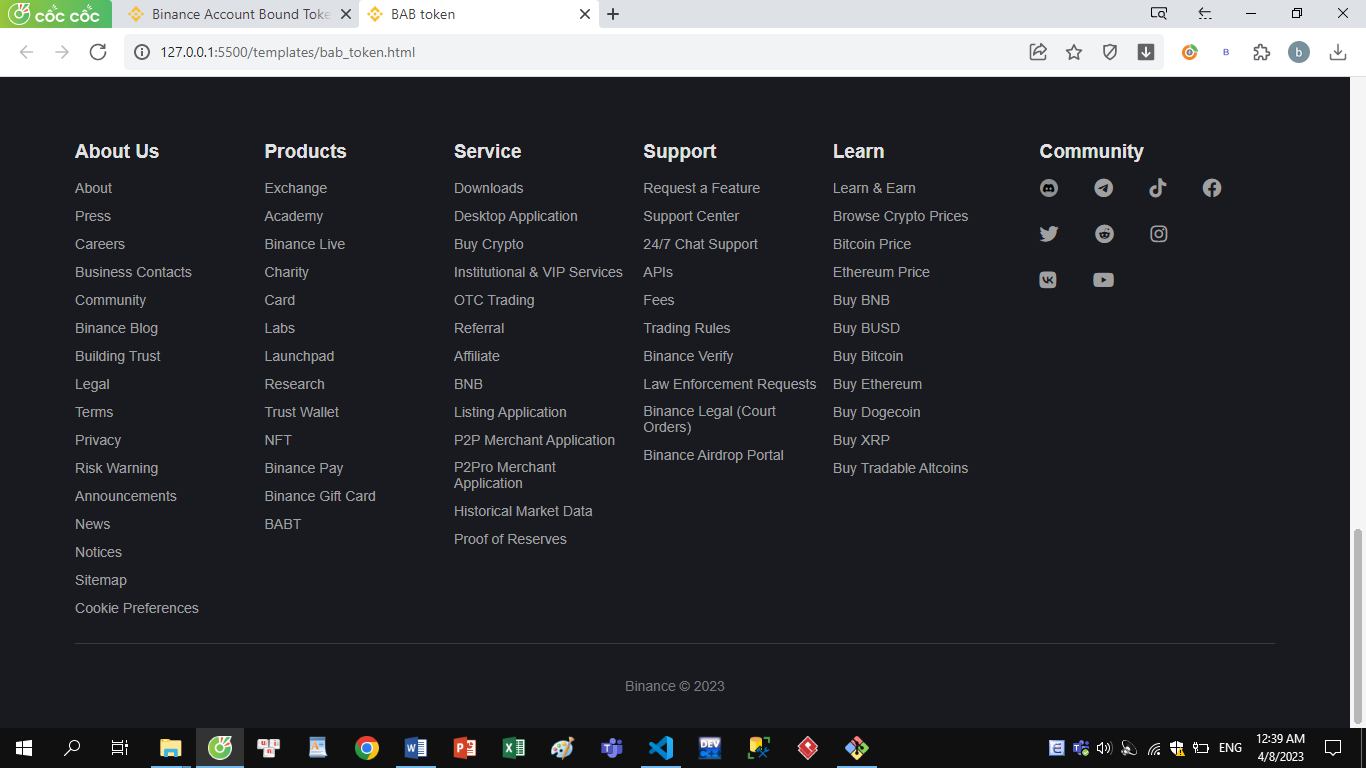 cốc cốc
Binance Account Bound Toke
BAB token
127.0.0.1:5500/templates/bab_token.html
B
b
About Us
About
Press
Careers
Business Contacts
Community
Binance Blog
Building Trust
Legal
Terms
Privacy
Risk Warning
Announcements
News
Notices
Sitemap
Cookie Preferences
Products
Exchange
Academy
Binance Live
Charity
Card
Labs
Launchpad
Research
Trust Wallet
NFT
Binance Pay
Binance Gift Card
BABT
Service
Downloads
Desktop Application
Buy Crypto
Institutional & VIP Services
OTC Trading
Referral
Affiliate
BNB
Listing Application
P2P Merchant Application
P2Pro Merchant
Application
Historical Market Data
Proof of Reserves
Support
Request a Feature
Support Center
24/7 Chat Support
APIs
Fees
Trading Rules
Binance Verify
Law Enforcement Requests
Binance Legal (Court
Orders)
Binance Airdrop Portal
Learn
Learn & Earn
Browse Crypto Prices
Bitcoin Price
Ethereum Price
Buy BNB
Buy BUSD
Buy Bitcoin
Buy Ethereum
Buy Dogecoin
Buy XRP
Buy Tradable Altcoins
Community
Binance © 2023
DEV
ENG
12:39 AM
4/8/2023